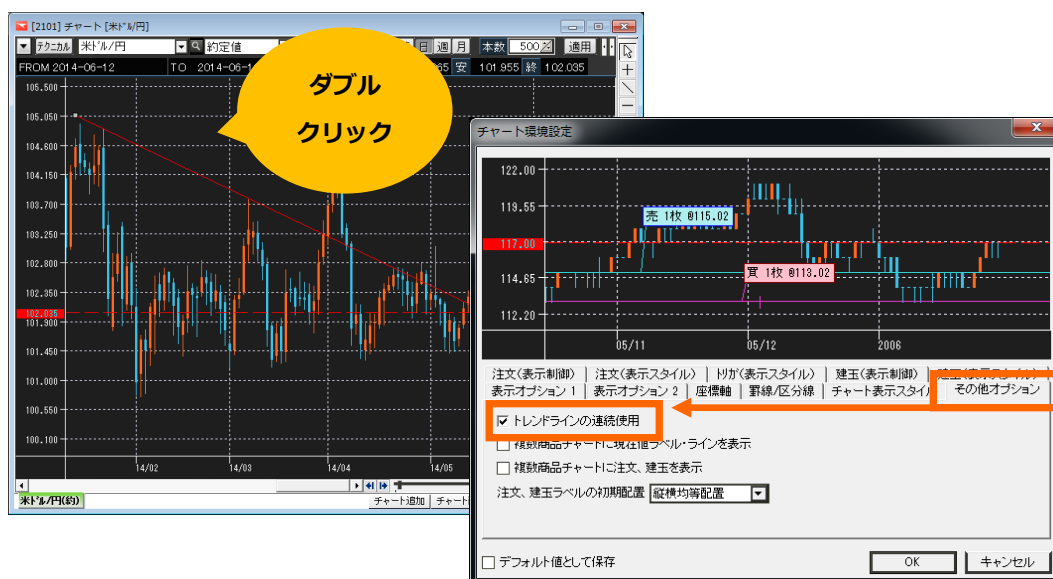 [2101] チャート [米ﾄﾞﾙ/円]
ﾃｸﾆｶﾙ 米ﾄﾞﾙ/円 約定値 日 週 月 本数 500 適用
FROM 2014-06-12 TO 2014-06-1 65 安 101.955 終 102.035
ダブル
クリック
105.500
105.050
104.600
104.150
103.700
103.250
102.800
102.350
102.035
101.900
101.450
101.000
100.550
100.100
14/02 14/03 14/04 14/05
米ﾄﾞﾙ/円(約)
チャート追加 チャート
チャート環境設定
122.00
119.55
117.00
114.65
112.20
売 1枚 @115.02
買 1枚 @113.02
05/11 05/12 2006
注文(表示制御) 注文(表示スタイル) ﾄﾘｶﾞ(表示スタイル) 建玉(表示制御) 建玉(表示スタイル)
表示オプション 1 表示オプション 2 座標軸 罫線/区分線 チャート表示スタイル その他オプション
トレンドラインの連続使用
複数商品チャートに現在値ラベル・ラインを表示
複数商品チャートに注文、建玉を表示
注文、建玉ラベルの初期配置 縦横均等配置
デフォルト値として保存
OK キャンセル